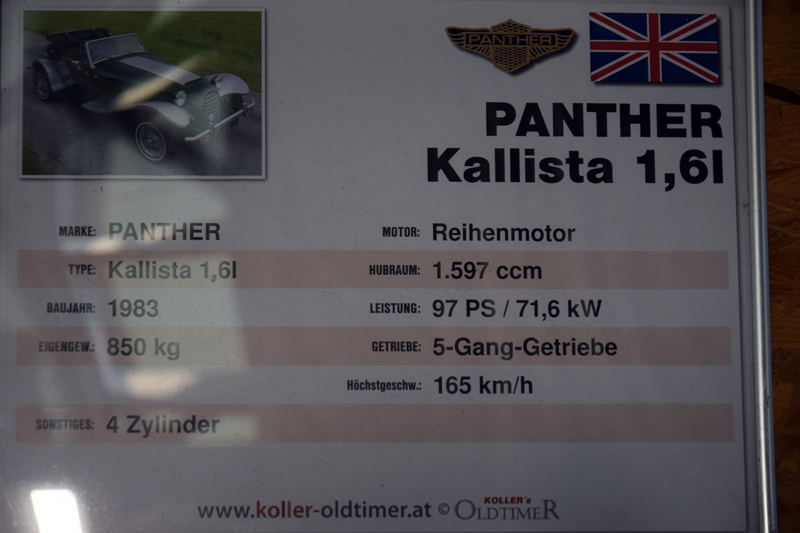 PANTHER
PANTHER
Kallista 1,6l
MARKE: PANTHER
MOTOR: Reihenmotor
TYPE: Kallista 1,6l
HUBRAUM: 1.597 ccm
BAUJAHR: 1983
LEISTUNG: 97 PS / 71,6 kW
EIGENGEW.: 850 kg
GETRIEBE: 5-Gang-Getriebe
Höchstgeschw.: 165 km/h
SONSTIGES: 4 Zylinder
www.koller-oldtimer.at © KOLLER's OLDTIMER